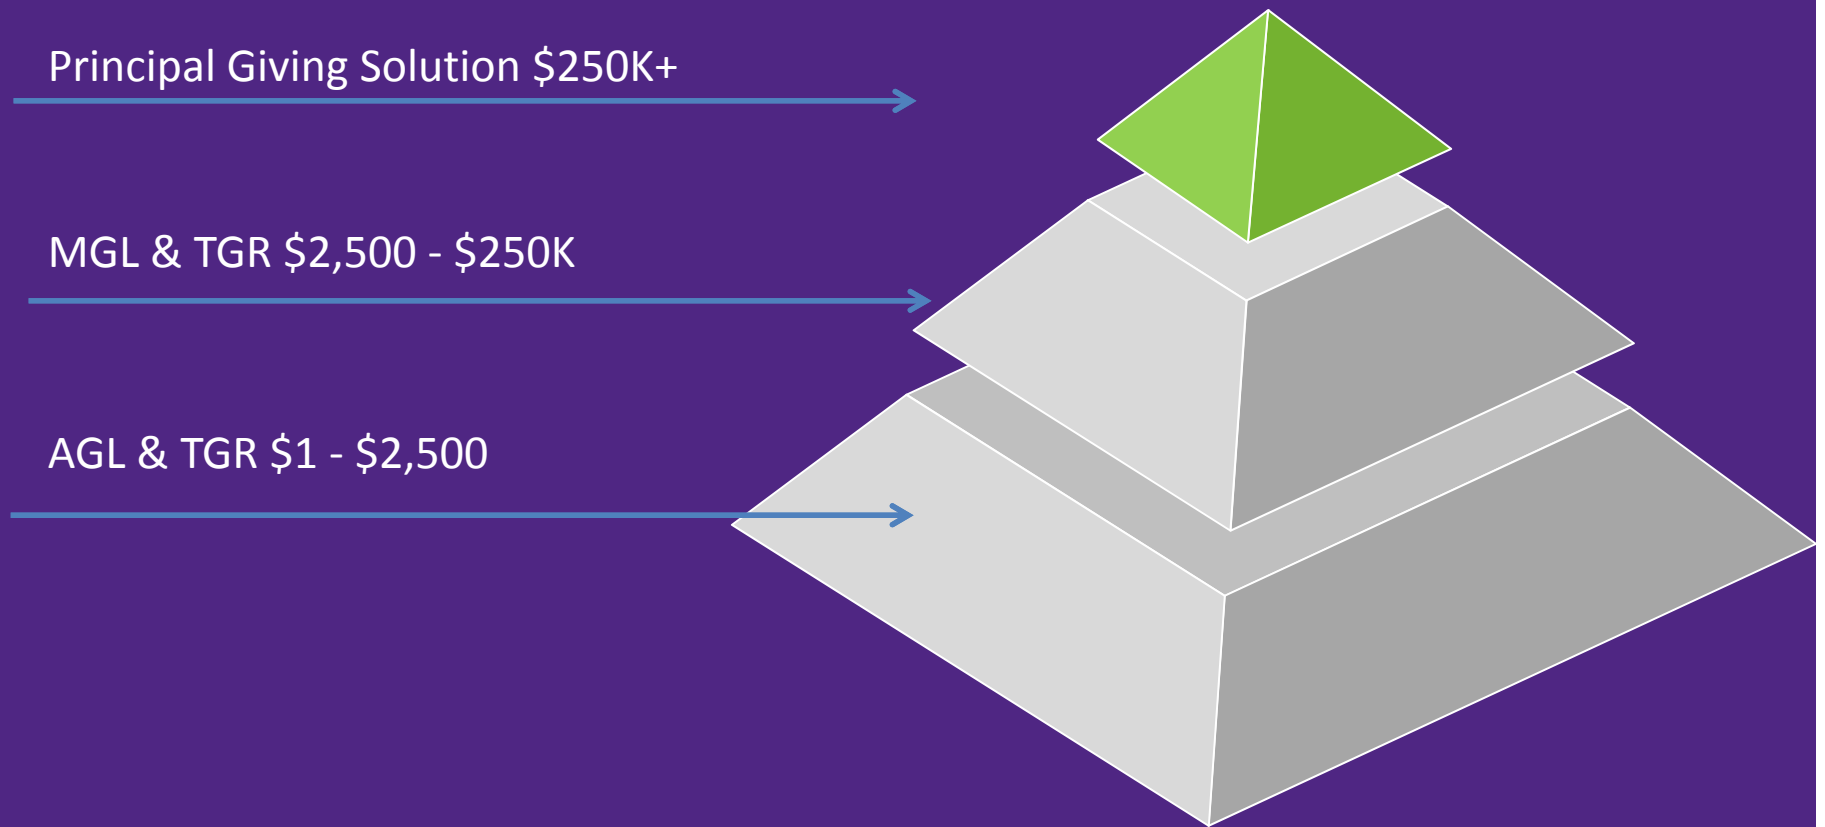 Principal Giving Solution $250K+
MGL & TGR $2,500 - $250K
AGL & TGR $1 - $2,500